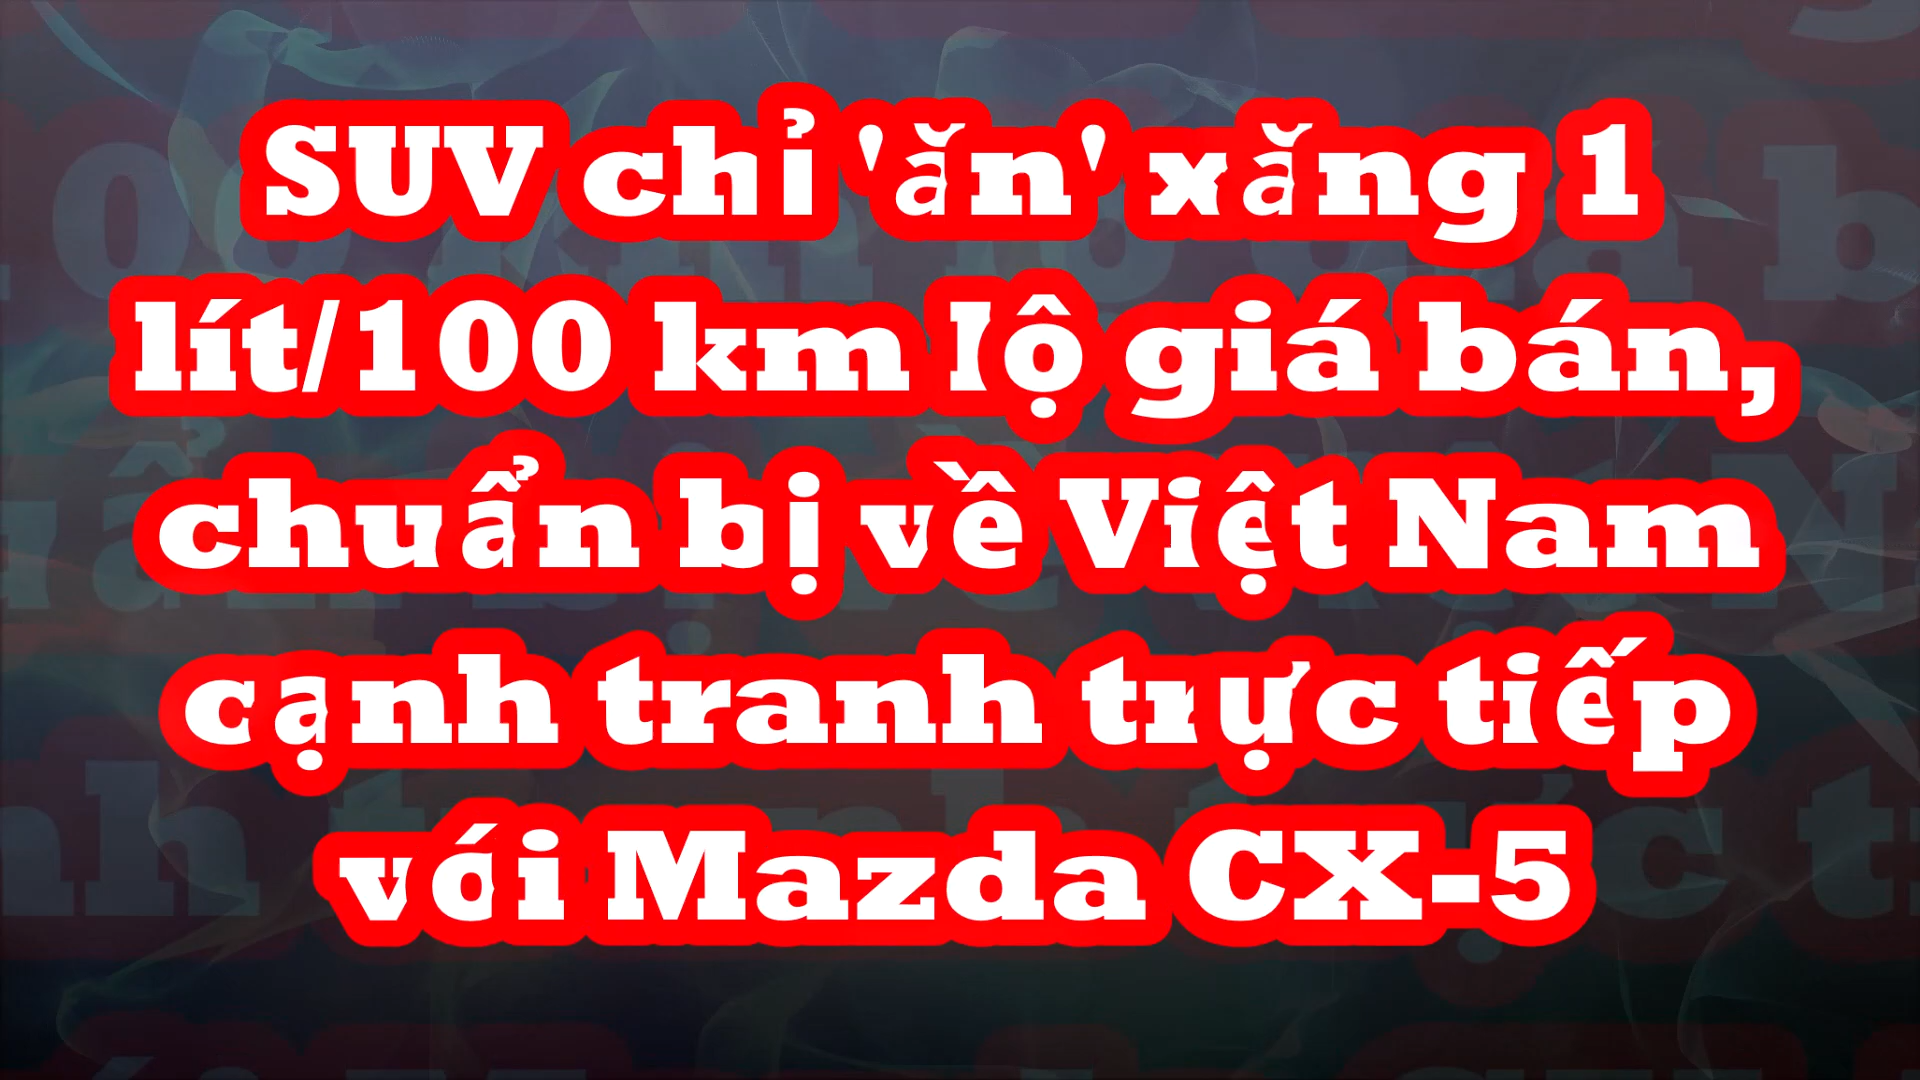 SUV chỉ 'ăn' xăng 1
lít/100 km lộ giá bán,
chuẩn bị về Việt Nam
cạnh tranh trực tiếp
với Mazda CX-5